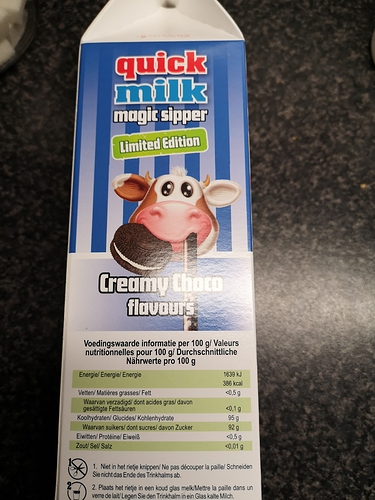 quick
milk
magic sipper
Limited Edition
Creamy Choco
flavours
Voedingswaarde informatie per 100 g/ Valeurs
nutritionnelles pour 100 g/ Durchschnittliche
Nährwerte pro 100 g
Energie/ Energie/ Energie 1639 kJ
386 kcal
Vetten/ Matières grasses/ Fett <0,5 g
Waarvan verzadigd/ dont acides gras/ davon
gesättigte Fettsäuren <0,1 g
Koolhydraten/ Glucides/ Kohlenhydrate 95 g
Waarvan suikers/ dont sucres/ davon Zucker 92 g
Eiwitten/ Protéine/ Eiweiß <0,5 g
Zout/ Sel/ Salz <0,01 g
1. Niet in het rietje knippen/ Ne pas découper la paille/ Schneiden
Sie nicht das Ende des Trinkhalms ab.
2. Plaats het rietje in een koud glas melk/Mettre la paille dans un
verre de lait/ Legen Sie den Trinkhalm in ein Glas kalte Milch.